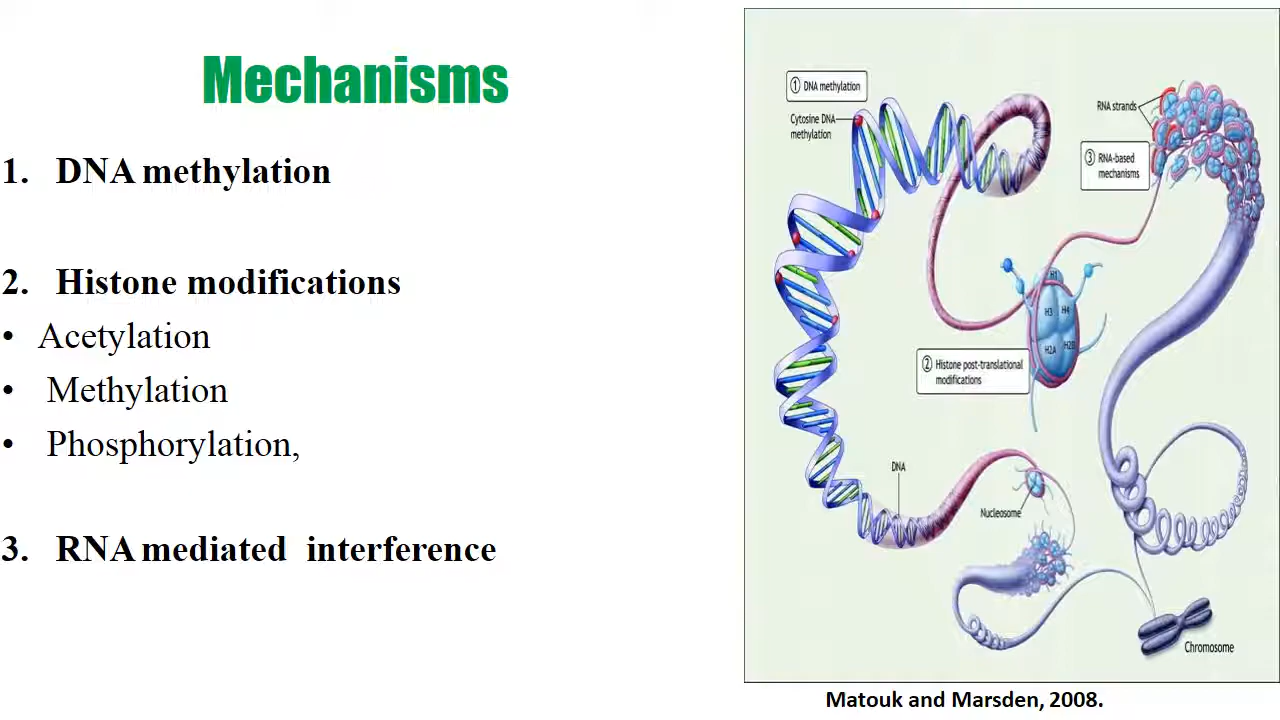 Mechanisms
1. DNA methylation
2. Histone modifications
• Acetylation
• Methylation
• Phosphorylation,
3. RNA mediated interference
① DNA methylation
Cytosine DNA
methylation
RNA strands
③ RNA-based
mechanisms
H1
H3 H4
H2A H2B
② Histone post-translational
modifications
DNA
Nucleosome
Chromosome
Matouk and Marsden, 2008.